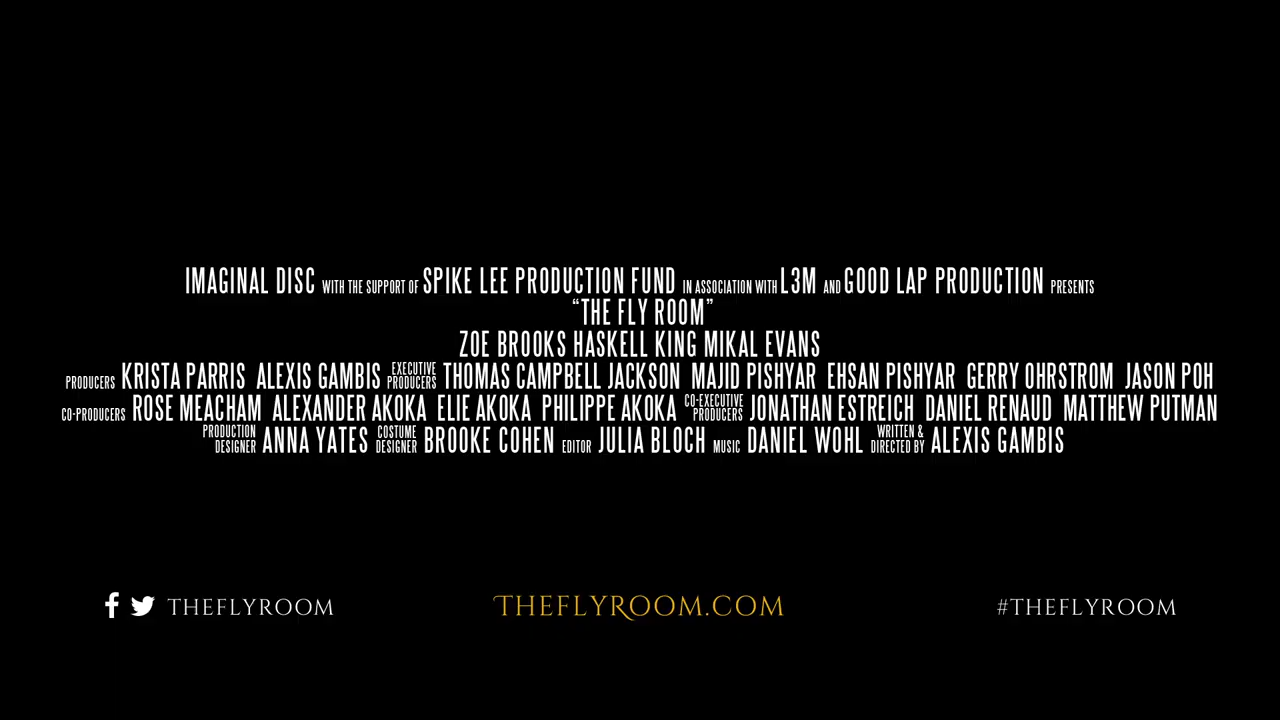 IMAGINAL DISC WITH THE SUPPORT OF SPIKE LEE PRODUCTION FUND IN ASSOCIATION WITH L3M AND GOOD LAP PRODUCTION PRESENTS
“THE FLY ROOM”
ZOE BROOKS HASKELL KING MIKAL EVANS
PRODUCERS KRISTA PARRIS ALEXIS GAMBIS EXECUTIVE PRODUCERS THOMAS CAMPBELL JACKSON MAJID PISHYAR EHSAN PISHYAR GERRY OHRSTROM JASON POH
CO-PRODUCERS ROSE MEACHAM ALEXANDER AKOKA ELIE AKOKA PHILIPPE AKOKA CO-EXECUTIVE PRODUCERS JONATHAN ESTREICH DANIEL RENAUD MATTHEW PUTMAN
PRODUCTION DESIGNER ANNA YATES COSTUME DESIGNER BROOKE COHEN EDITOR JULIA BLOCH MUSIC DANIEL WOHL WRITTEN & DIRECTED BY ALEXIS GAMBIS
THEFLYROOM THEFLYROOM.COM #THEFLYROOM